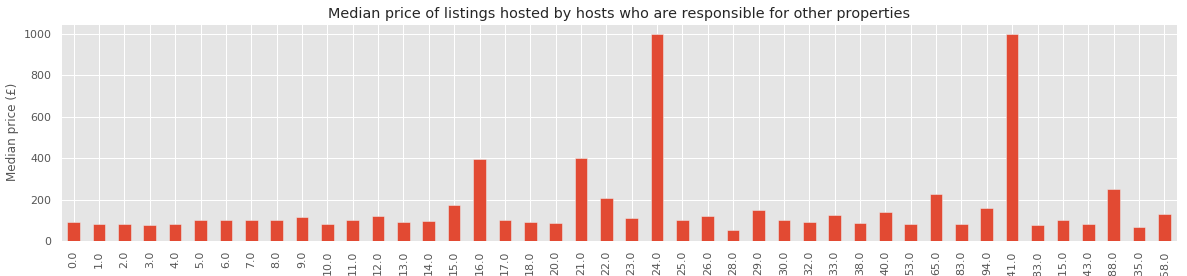 Median price of listings hosted by hosts who are responsible for other properties
Median price (£)
1000
800
600
400
200
0
0.0 1.0 2.0 3.0 4.0 5.0 6.0 7.0 8.0 9.0 10.0 11.0 12.0 13.0 14.0 15.0 16.0 17.0 18.0 20.0 21.0 22.0 23.0 24.0 25.0 26.0 28.0 29.0 30.0 32.0 33.0 38.0 40.0 53.0 65.0 83.0 94.0 41.0 33.0 15.0 43.0 88.0 35.0 58.0